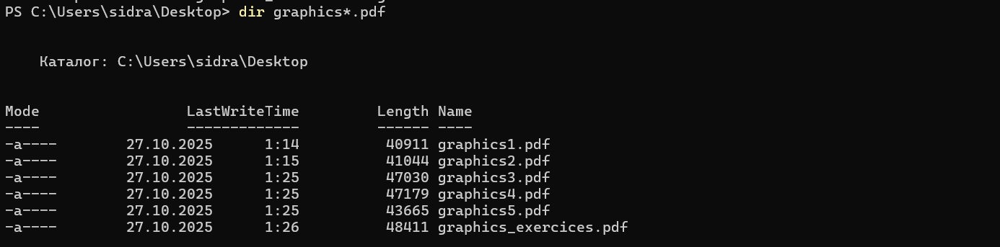 PS C:\Users\sidra\Desktop> dir graphics*.pdf
Каталог: C:\Users\sidra\Desktop
Mode                 LastWriteTime         Length Name
----                 -------------         ------ ----
-a----        27.10.2025      1:14          40911 graphics1.pdf
-a----        27.10.2025      1:15          41044 graphics2.pdf
-a----        27.10.2025      1:25          47030 graphics3.pdf
-a----        27.10.2025      1:25          47179 graphics4.pdf
-a----        27.10.2025      1:25          43665 graphics5.pdf
-a----        27.10.2025      1:26          48411 graphics_exercices.pdf